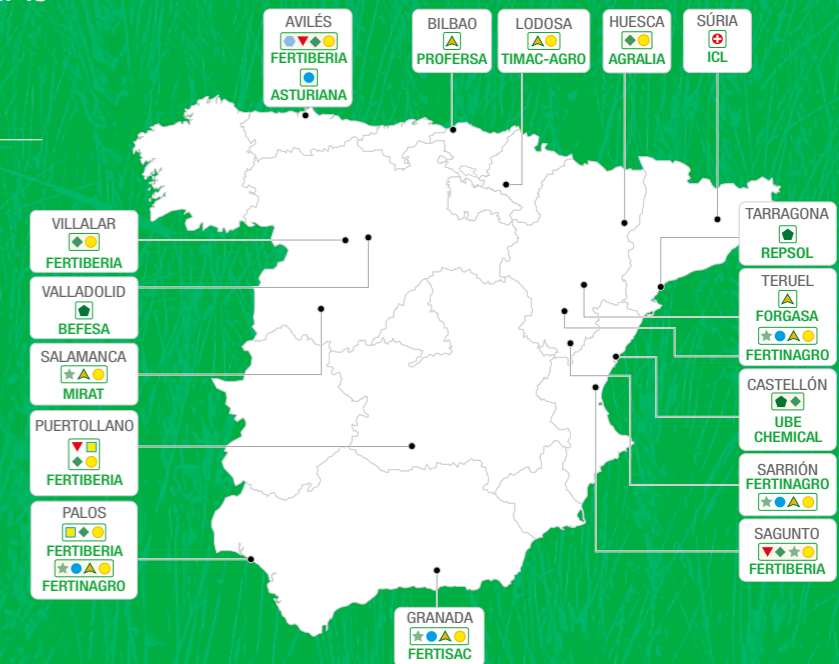 AVILÉS
FERTIBERIA
ASTURIANA
BILBAO
PROFERSA
LODOSA
TIMAC-AGRO
HUESCA
AGRALIA
SÚRIA
ICL
VILLALAR
FERTIBERIA
VALLADOLID
BEFESA
SALAMANCA
MIRAT
PUERTOLLANO
FERTIBERIA
PALOS
FERTIBERIA
FERTINAGRO
GRANADA
FERTISAC
TARRAGONA
REPSOL
TERUEL
FORGASA
FERTINAGRO
CASTELLÓN
UBE
CHEMICAL
SARRIÓN
FERTINAGRO
SAGUNTO
FERTIBERIA